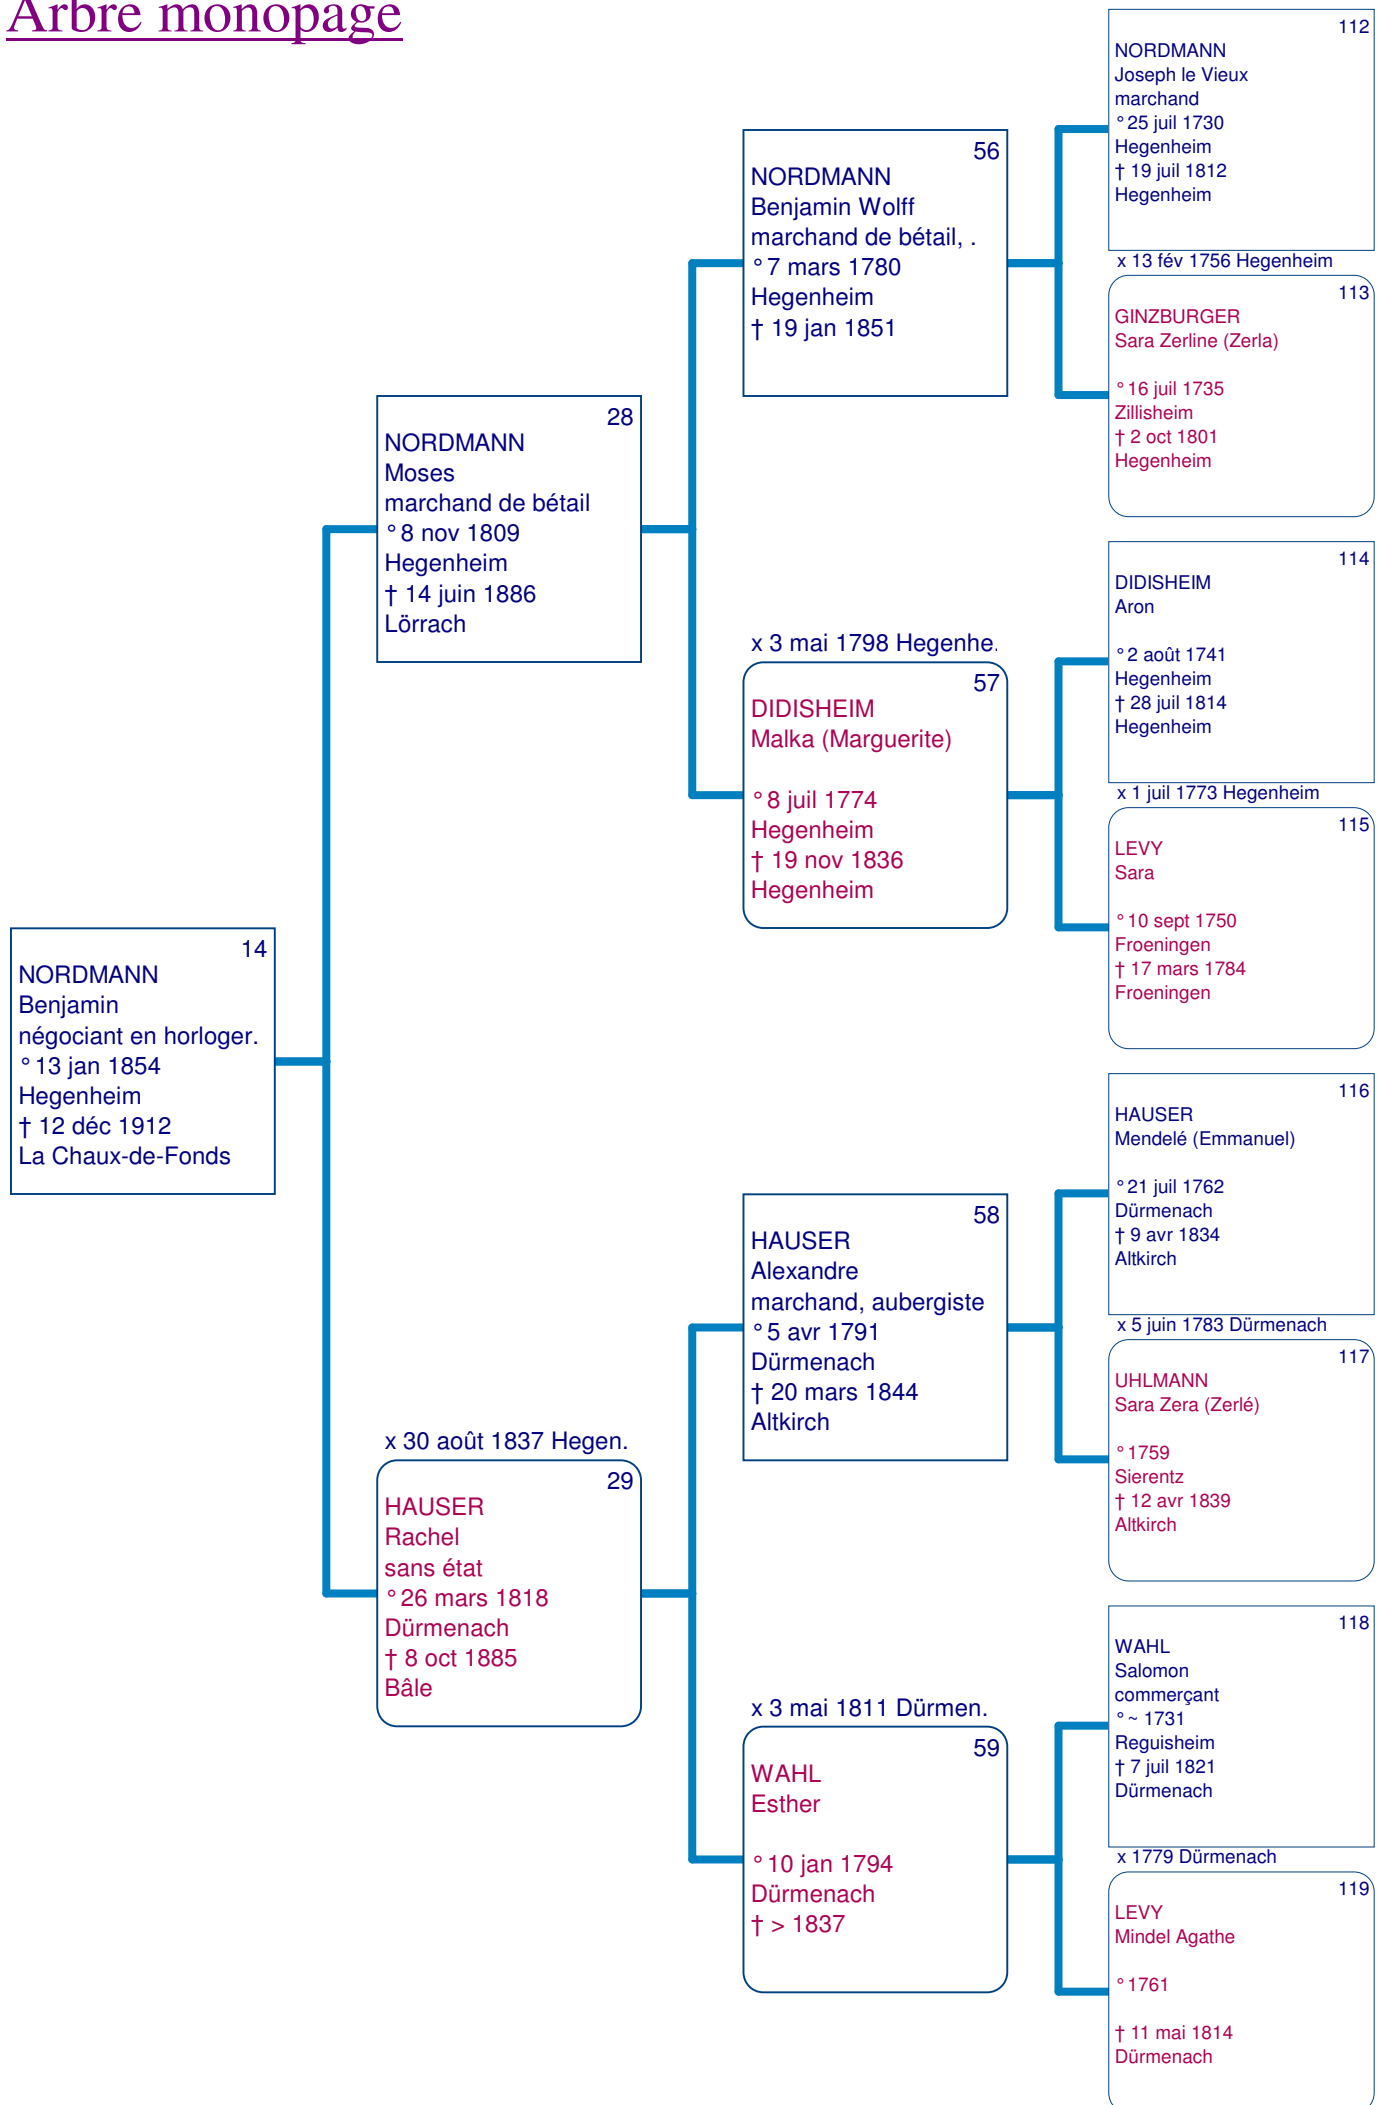 Arbre monopage
112
NORDMANN
Joseph le Vieux
marchand
° 25 juil 1730
Hegenheim
† 19 juil 1812
Hegenheim
x 13 fév 1756 Hegenheim
113
GINZBURGER
Sara Zerline (Zerla)
° 16 juil 1735
Zillisheim
† 2 oct 1801
Hegenheim
56
NORDMANN
Benjamin Wolff
marchand de bétail, .
° 7 mars 1780
Hegenheim
† 19 jan 1851
28
NORDMANN
Moses
marchand de bétail
° 8 nov 1809
Hegenheim
† 14 juin 1886
Lörrach
114
DIDISHEIM
Aron
° 2 août 1741
Hegenheim
† 28 juil 1814
Hegenheim
x 1 juil 1773 Hegenheim
115
LEVY
Sara
° 10 sept 1750
Froeningen
† 17 mars 1784
Froeningen
x 3 mai 1798 Hegenhe.
57
DIDISHEIM
Malka (Marguerite)
° 8 juil 1774
Hegenheim
† 19 nov 1836
Hegenheim
14
NORDMANN
Benjamin
négociant en horloger.
° 13 jan 1854
Hegenheim
† 12 déc 1912
La Chaux-de-Fonds
116
HAUSER
Mendelé (Emmanuel)
° 21 juil 1762
Dürmenach
† 9 avr 1834
Altkirch
x 5 juin 1783 Dürmenach
117
UHLMANN
Sara Zera (Zerlé)
° 1759
Sierentz
† 12 avr 1839
Altkirch
58
HAUSER
Alexandre
marchand, aubergiste
° 5 avr 1791
Dürmenach
† 20 mars 1844
Altkirch
x 30 août 1837 Hegen.
29
HAUSER
Rachel
sans état
° 26 mars 1818
Dürmenach
† 8 oct 1885
Bâle
118
WAHL
Salomon
commerçant
° ~ 1731
Reguisheim
† 7 juil 1821
Dürmenach
x 1779 Dürmenach
119
LEVY
Mindel Agathe
° 1761
† 11 mai 1814
Dürmenach
x 3 mai 1811 Dürmen.
59
WAHL
Esther
° 10 jan 1794
Dürmenach
† > 1837